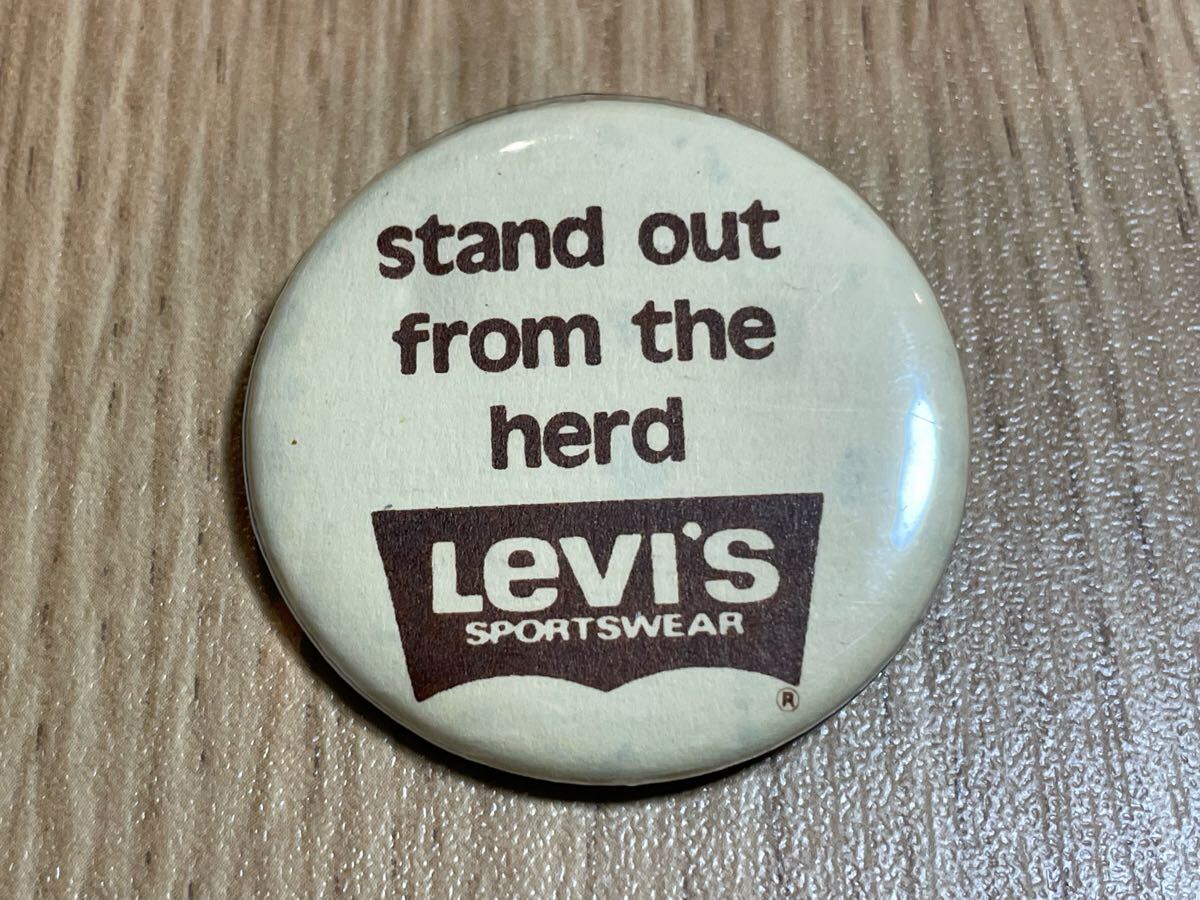 stand out
from the
herd
Levi's
SPORTSWEAR
®